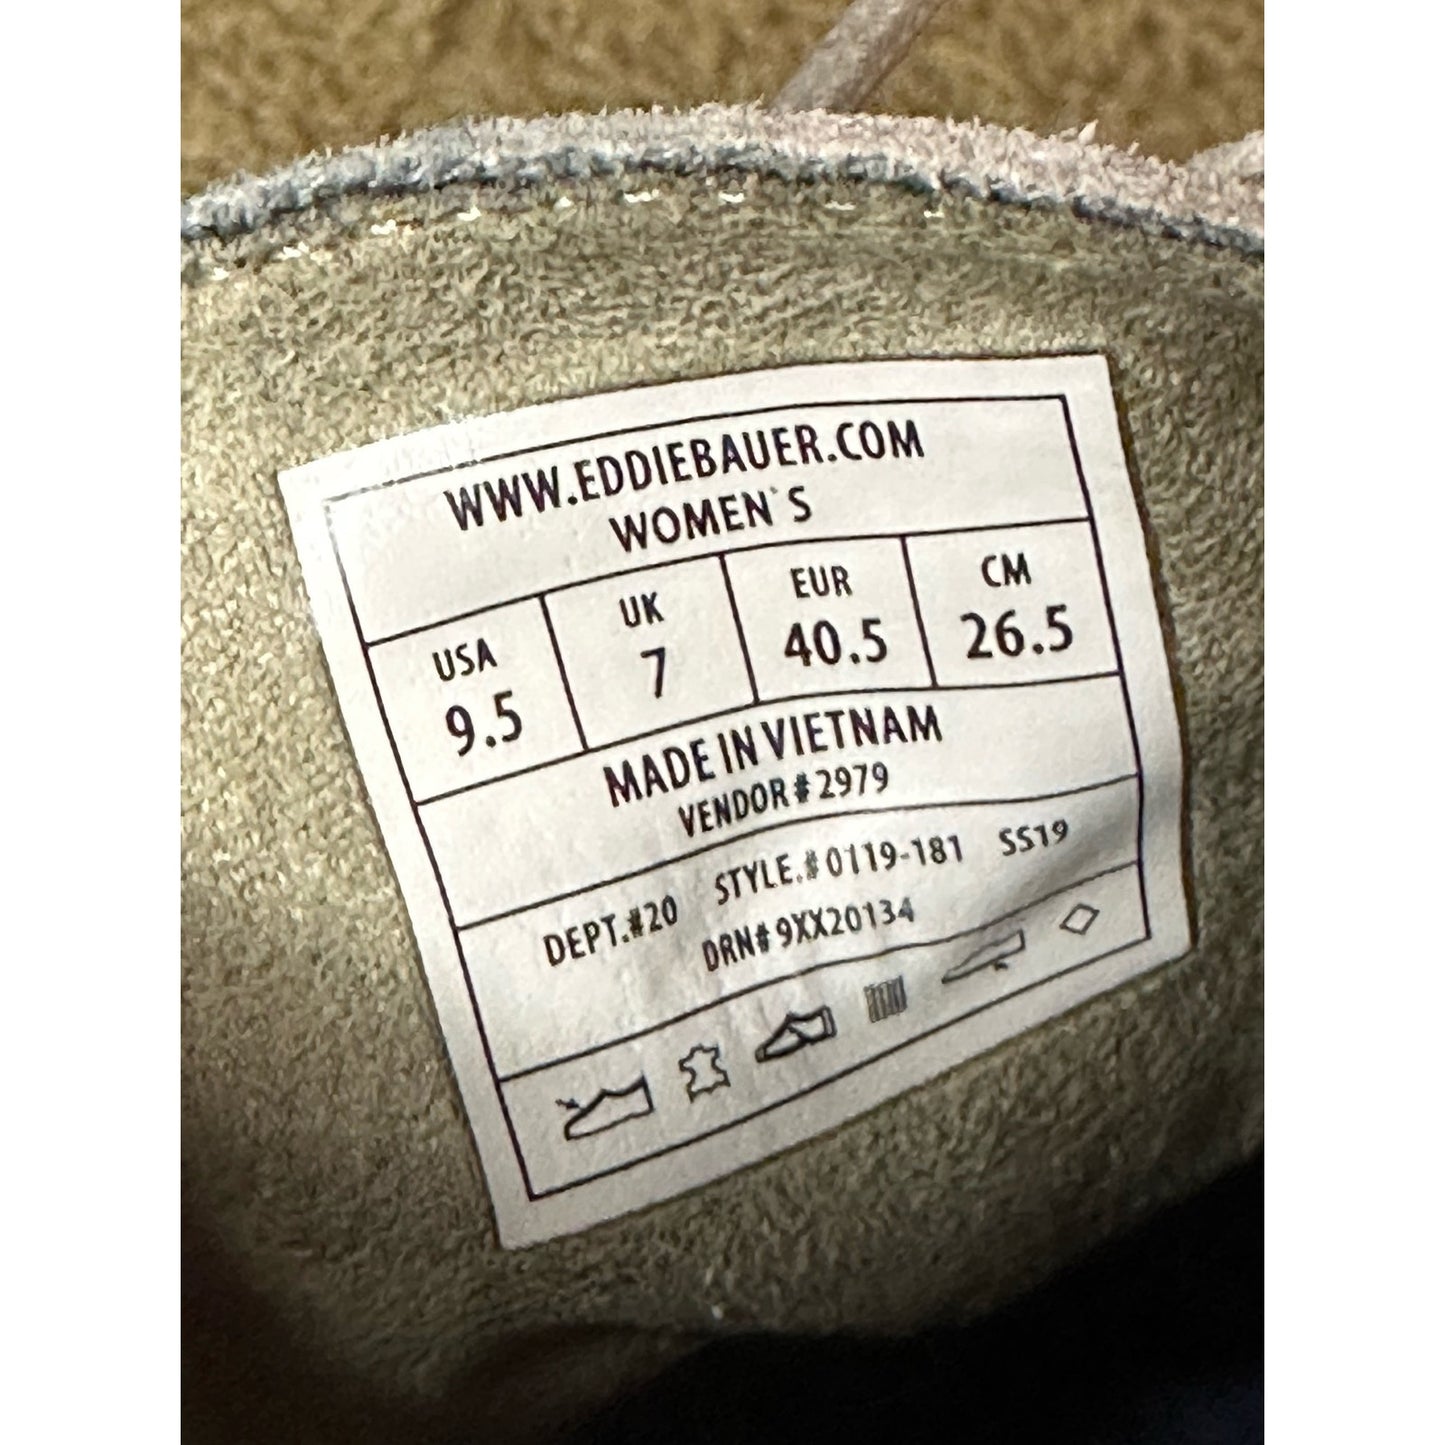 WWW.EDDIEBAUER.COM
WOMEN`S
USA UK EUR CM
9.5 7 40.5 26.5
MADE IN VIETNAM
VENDOR#2979
DEPT.#20 STYLE.#0119-181 SS19
DRN#9XX20134